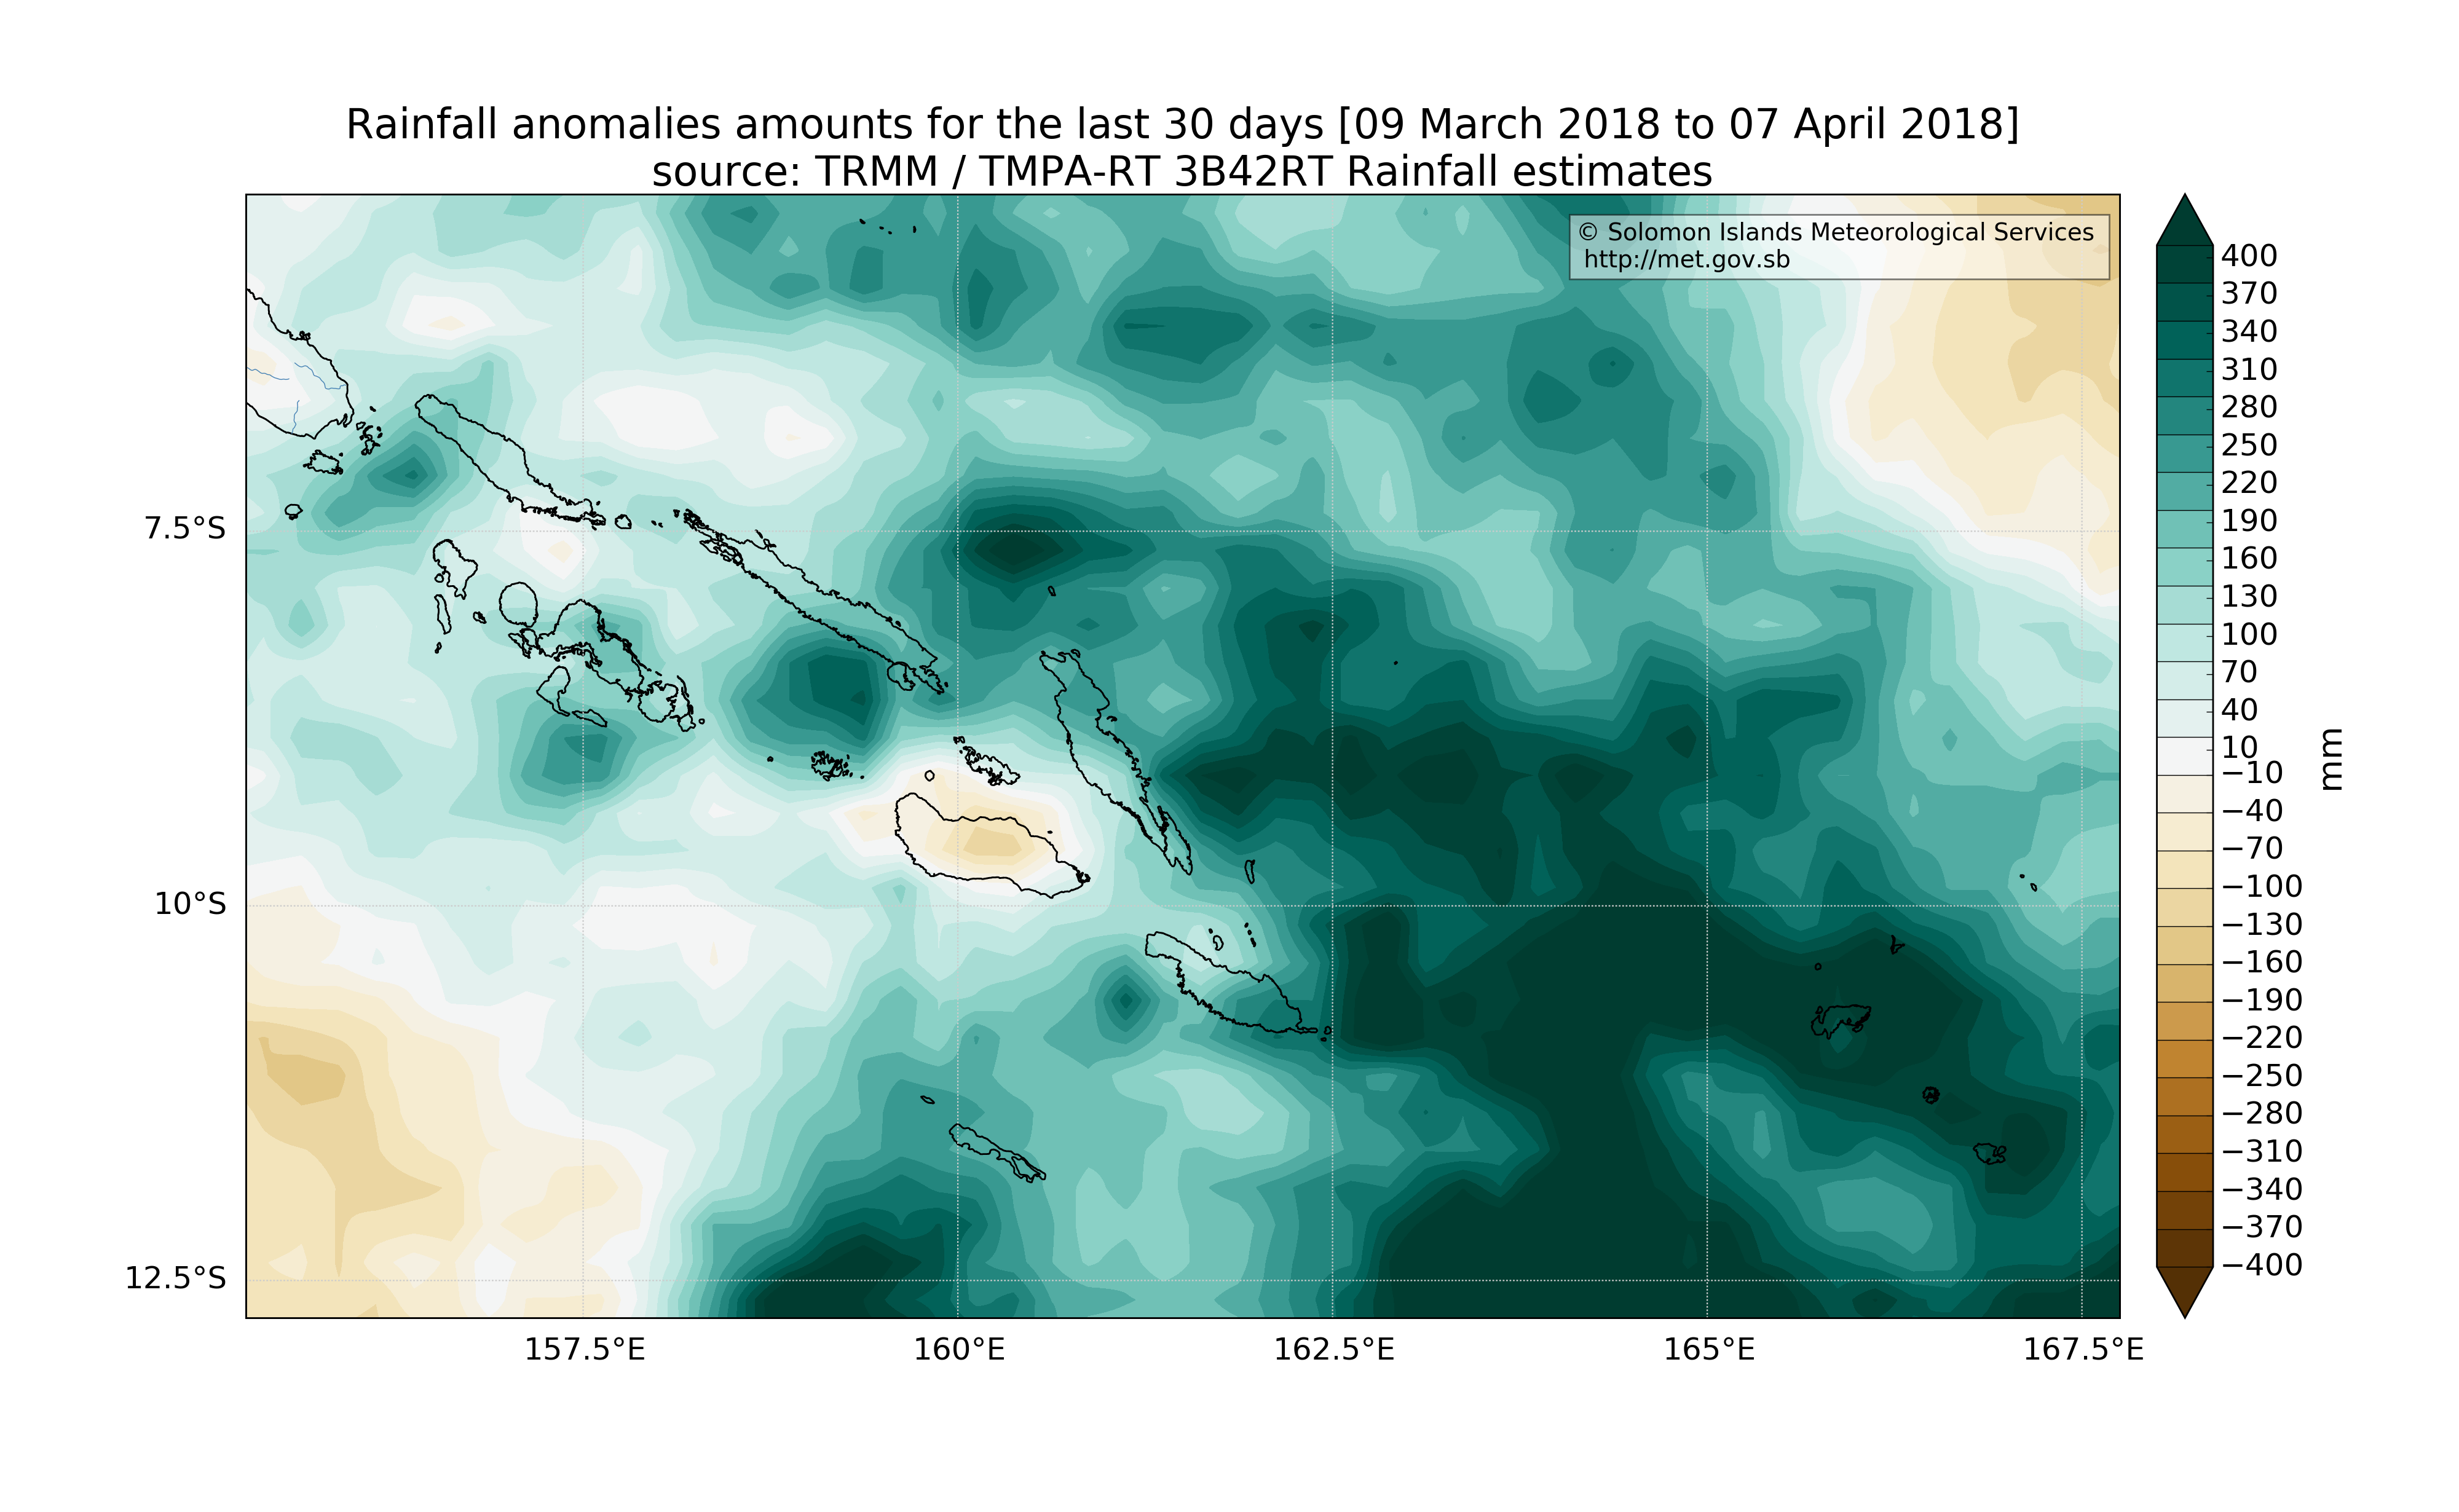 Rainfall anomalies amounts for the last 30 days [09 March 2018 to 07 April 2018]
source: TRMM / TMPA-RT 3B42RT Rainfall estimates
© Solomon Islands Meteorological Services
http://met.gov.sb
7.5°S
10°S
12.5°S
157.5°E
160°E
162.5°E
165°E
167.5°E
400
370
340
310
280
250
220
190
160
130
100
70
40
10
−10
−40
−70
−100
−130
−160
−190
−220
−250
−280
−310
−340
−370
−400
mm